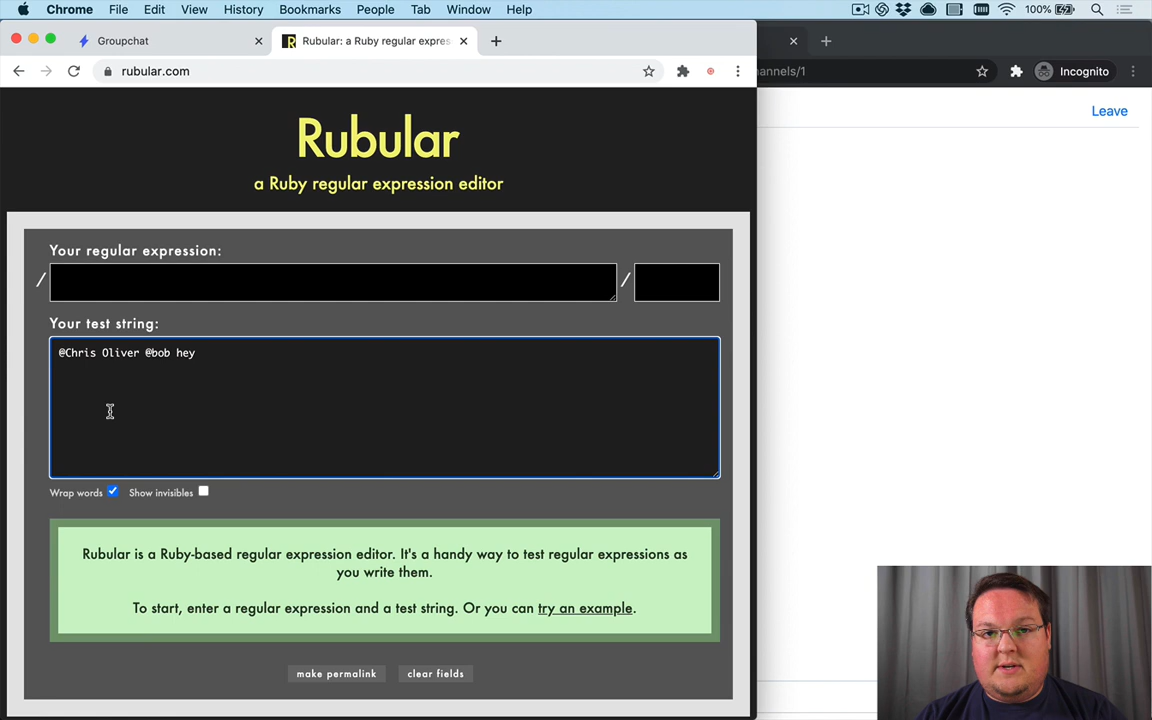 Chrome File Edit View History Bookmarks People Tab Window Help 100%
Groupchat Rubular: a Ruby regular expres
rubular.com annels/1 Incognito
Leave
Rubular
a Ruby regular expression editor
Your regular expression:
/ /
Your test string:
@Chris Oliver @bob hey
Wrap words Show invisibles
Rubular is a Ruby-based regular expression editor. It's a handy way to test regular expressions as
you write them.
To start, enter a regular expression and a test string. Or you can try an example.
make permalink clear fields